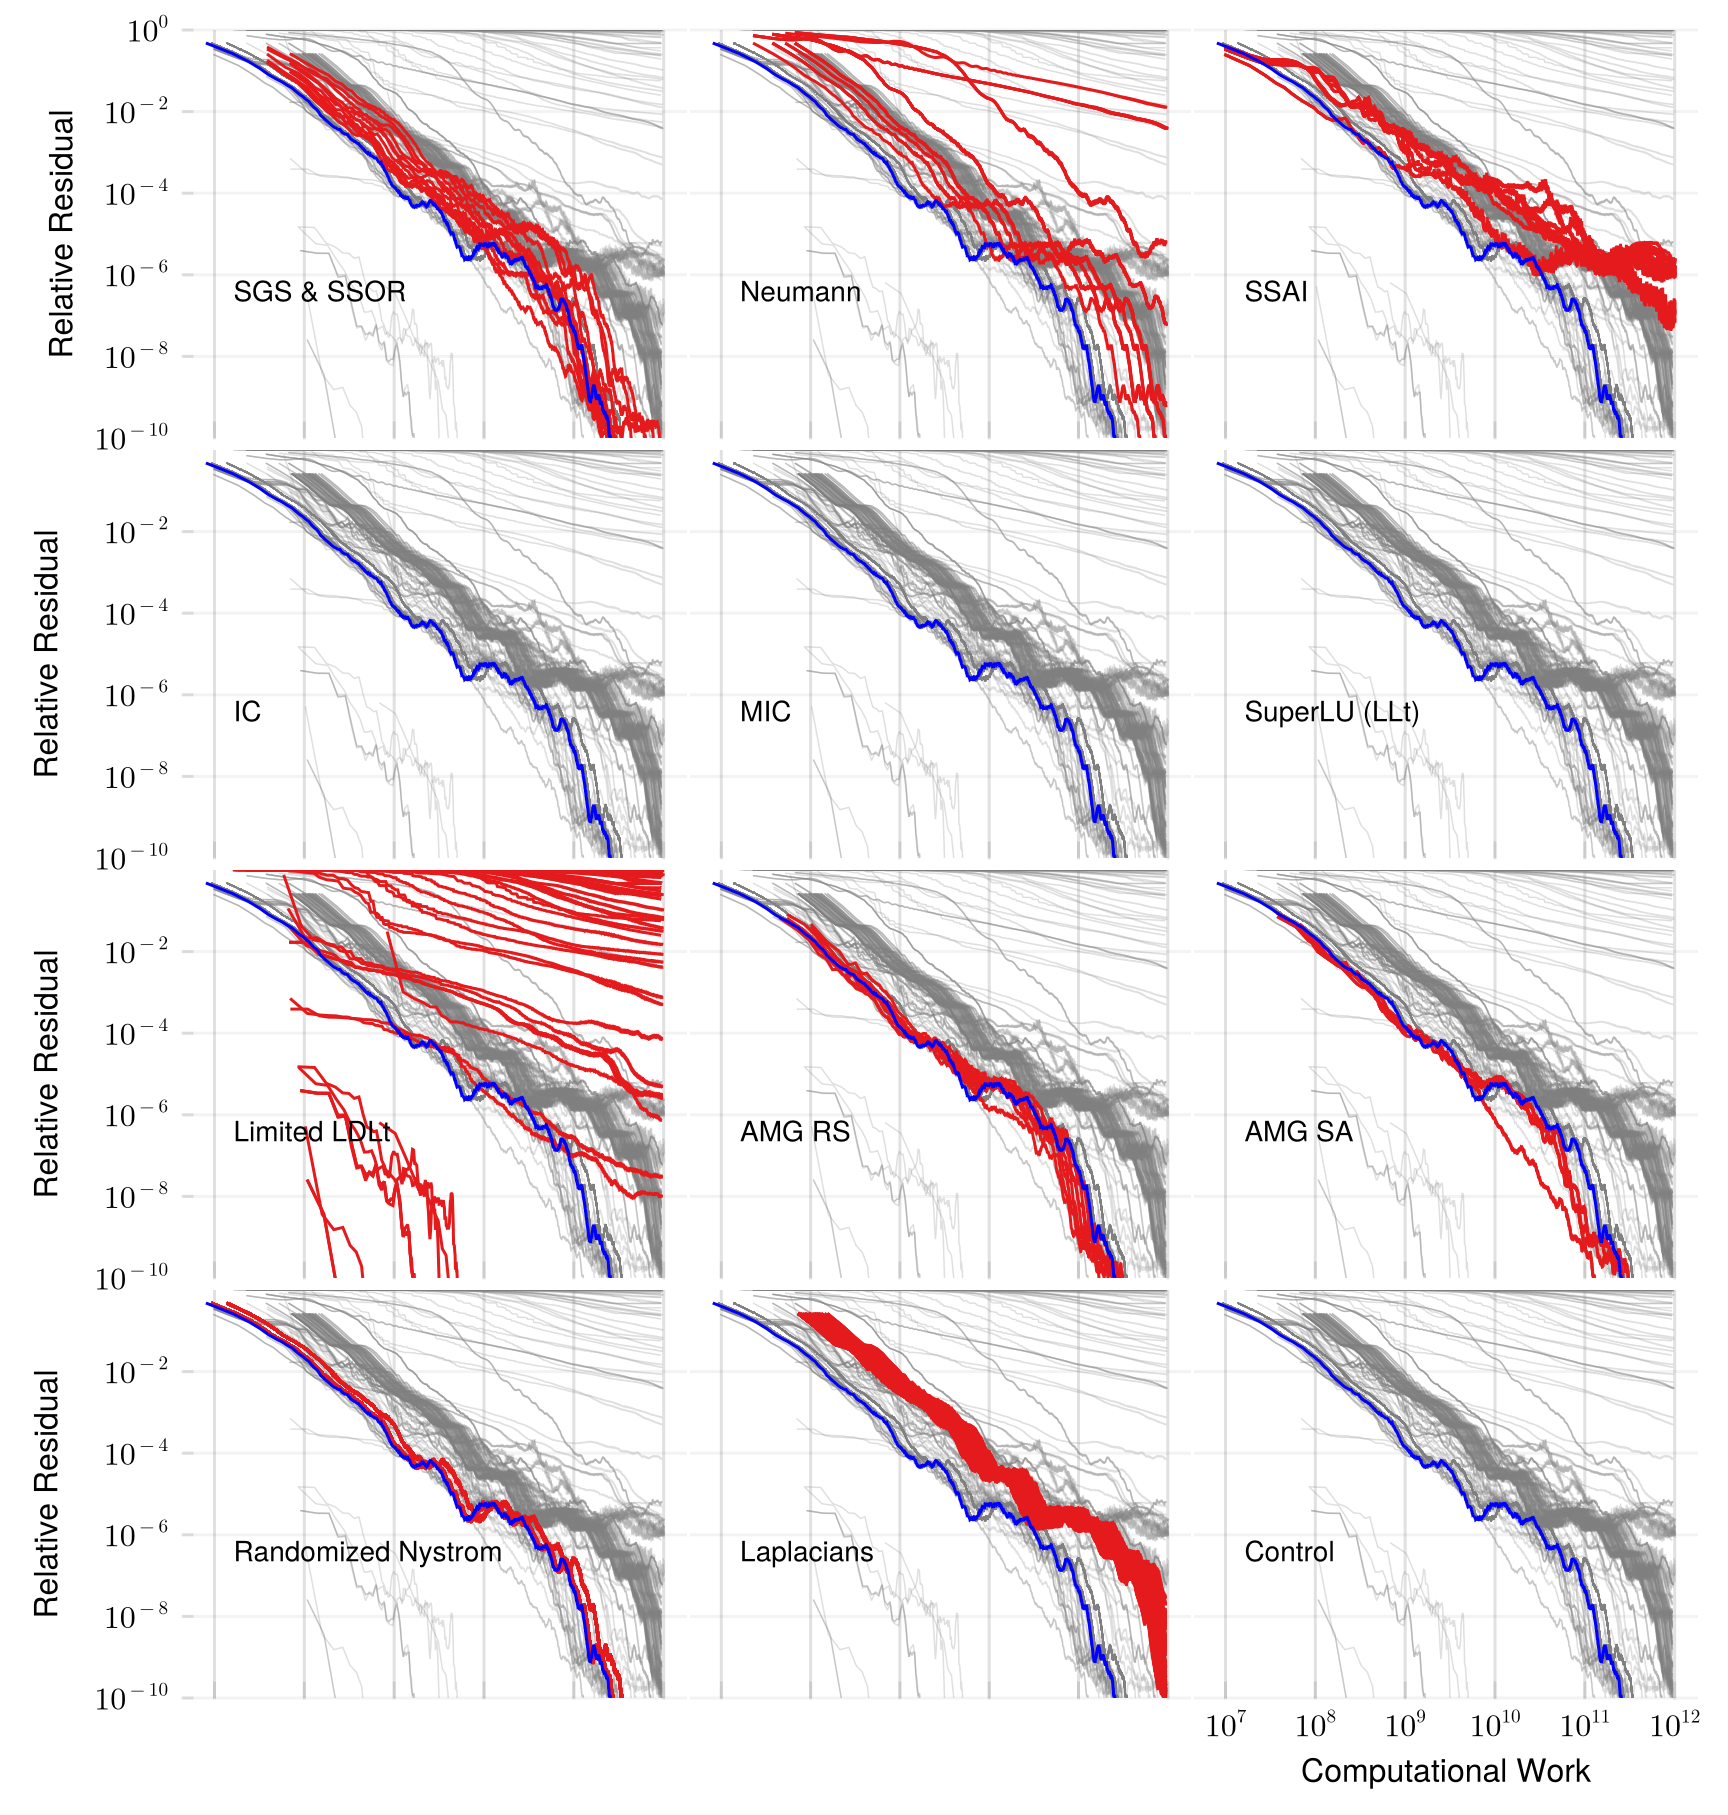 10^0
10^−2
10^−4
10^−6
10^−8
10^−10
Relative Residual
SGS & SSOR
Neumann
SSAI
10^−2
10^−4
10^−6
10^−8
10^−10
Relative Residual
IC
MIC
SuperLU (LLt)
10^−2
10^−4
10^−6
10^−8
10^−10
Relative Residual
Limited LDLt
AMG RS
AMG SA
10^−2
10^−4
10^−6
10^−8
10^−10
Relative Residual
Randomized Nystrom
Laplacians
Control
10^7 10^8 10^9 10^10 10^11 10^12
Computational Work